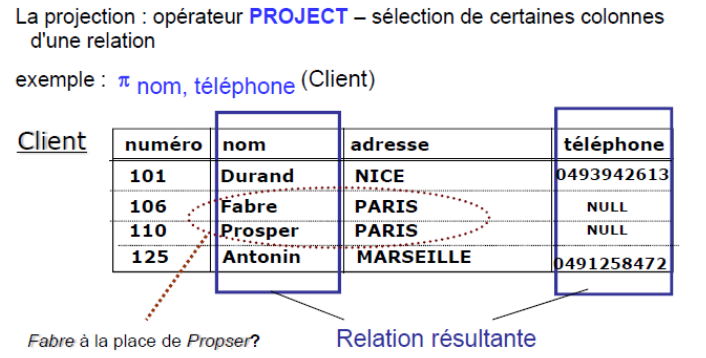 La projection : opérateur PROJECT – sélection de certaines colonnes
d'une relation
exemple : π nom, téléphone (Client)
Client
numéro nom adresse téléphone
101 Durand NICE 0493942613
106 Fabre PARIS NULL
110 Prosper PARIS NULL
125 Antonin MARSEILLE 0491258472
Fabre à la place de Propser?
Relation résultante